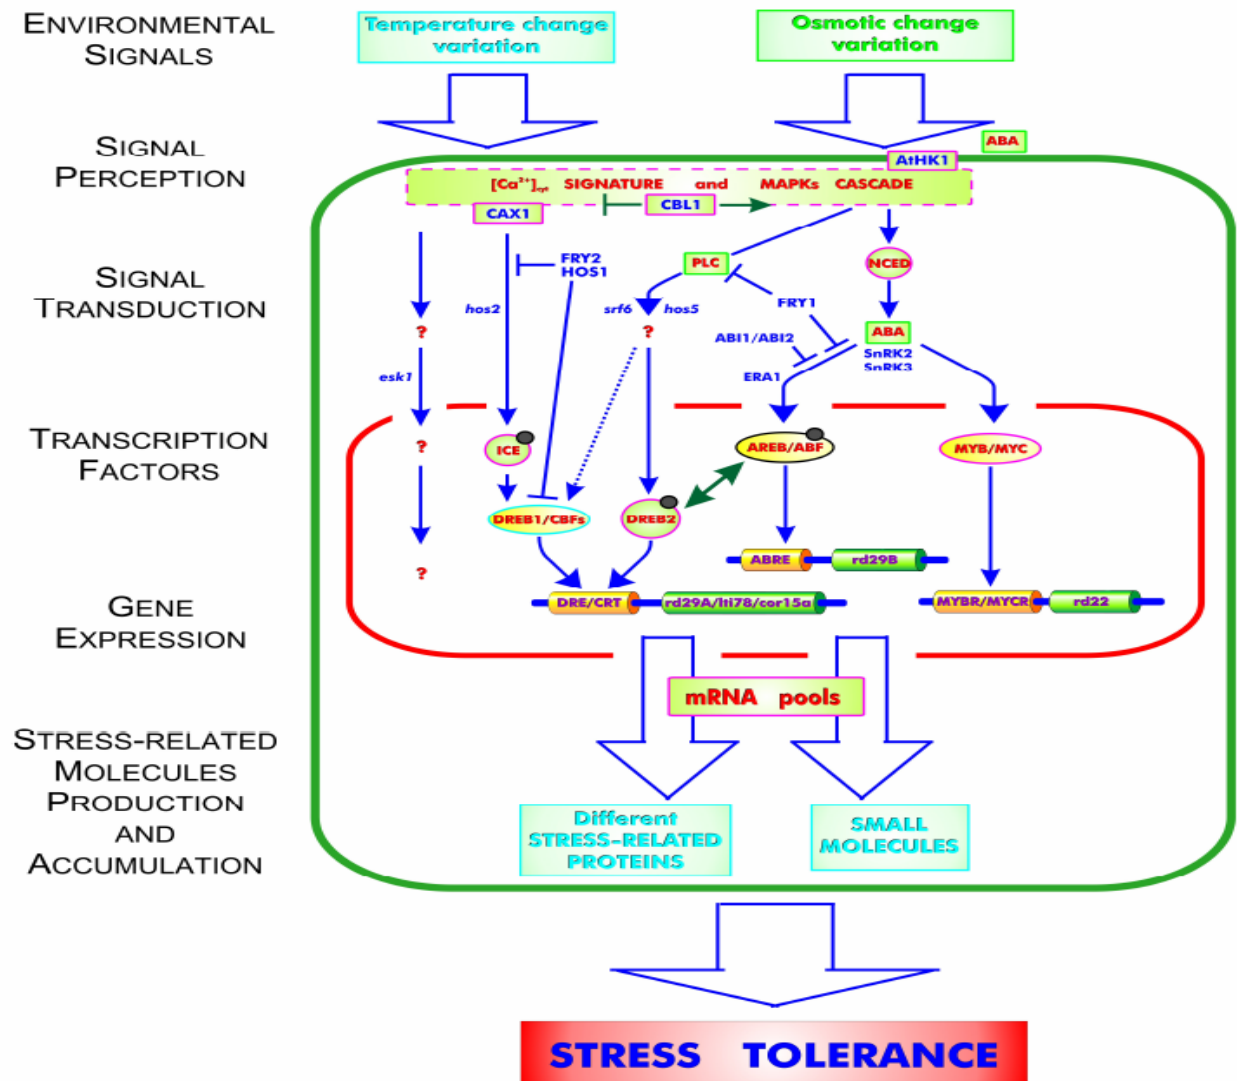 ENVIRONMENTAL
SIGNALS
Temperature change
variation
Osmotic change
variation
SIGNAL
PERCEPTION
ABA
AtHK1
[Ca²⁺]cyt SIGNATURE and MAPKs CASCADE
CAX1
CBL1
SIGNAL
TRANSDUCTION
FRY2
HOS1
PLC
NCED
hos2
srf6
hos5
FRY1
?
?
ABI1/ABI2
ABA
SnRK2
SnRK3
esk1
ERA1
TRANSCRIPTION
FACTORS
?
ICE
AREB/ABF
MYB/MYC
DREB1/CBFs
DREB2
ABRE
rd29B
?
GENE
EXPRESSION
DRE/CRT
rd29A/lti78/cor15a
MYBR/MYCR
rd22
mRNA pools
STRESS-RELATED
MOLECULES
PRODUCTION
AND
ACCUMULATION
Different
STRESS-RELATED
PROTEINS
SMALL
MOLECULES
STRESS TOLERANCE